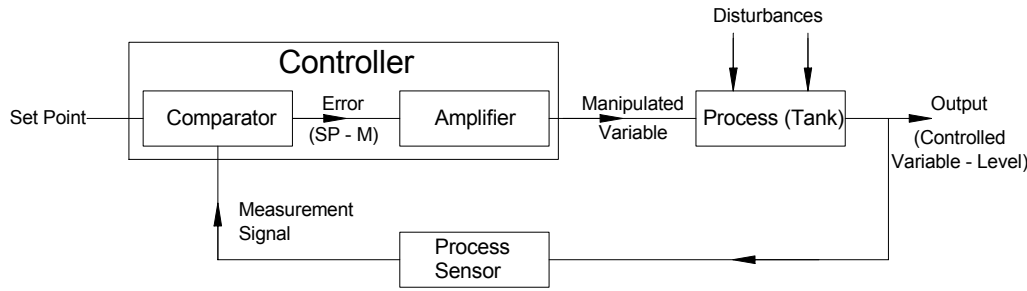 Disturbances
Controller
Set Point
Comparator
Error
(SP - M)
Amplifier
Manipulated
Variable
Process (Tank)
Output
(Controlled
Variable - Level)
Measurement
Signal
Process
Sensor